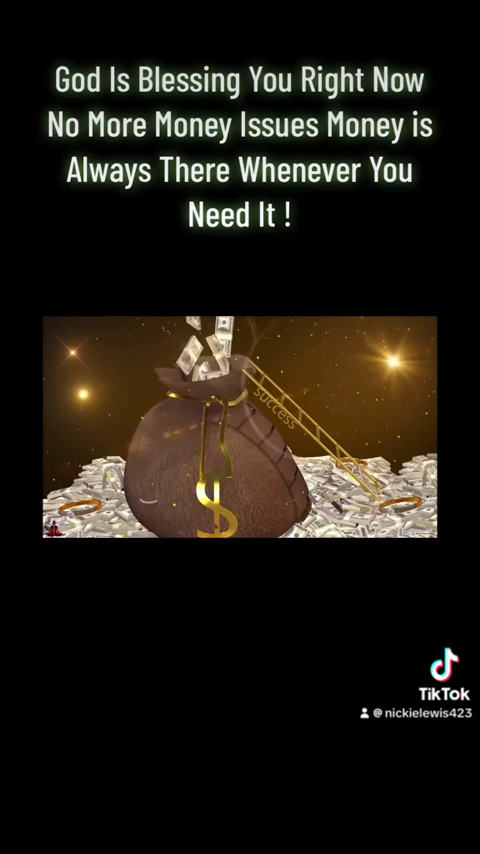 God Is Blessing You Right Now
No More Money Issues Money is
Always There Whenever You
Need It !
success
TikTok
@nickielewis423